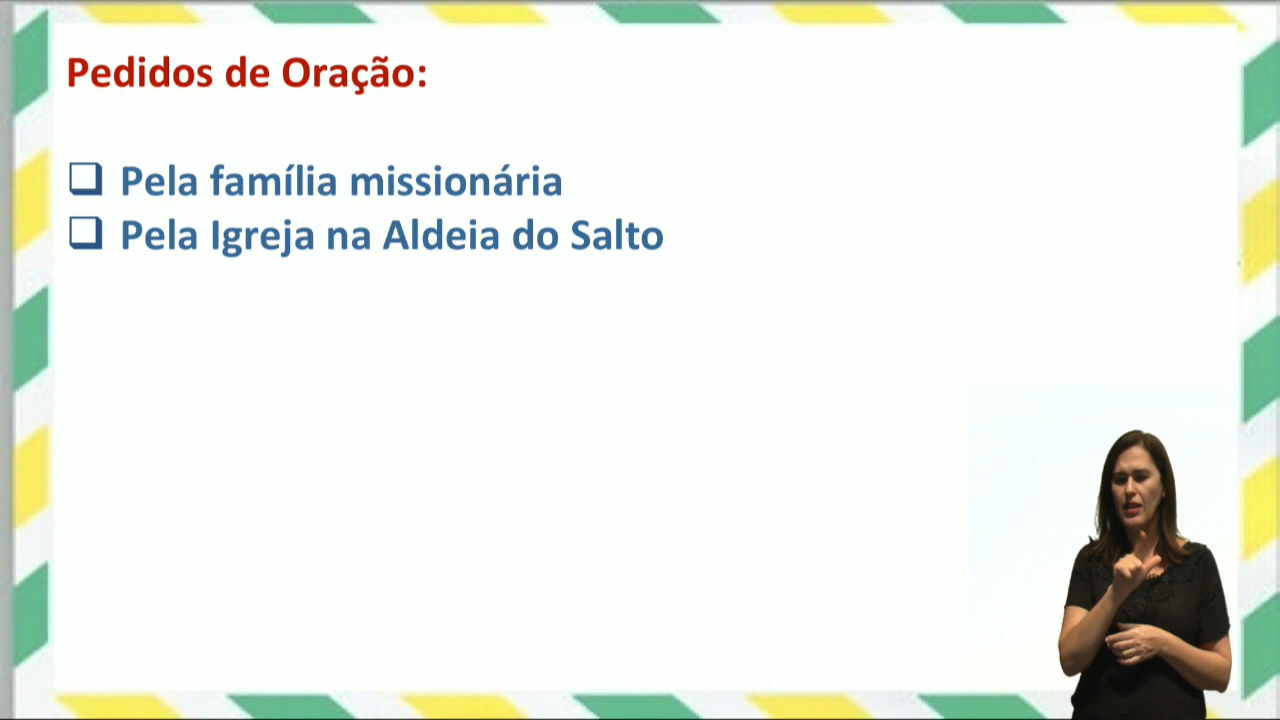 Pedidos de Oração:
Pela família missionária
Pela Igreja na Aldeia do Salto